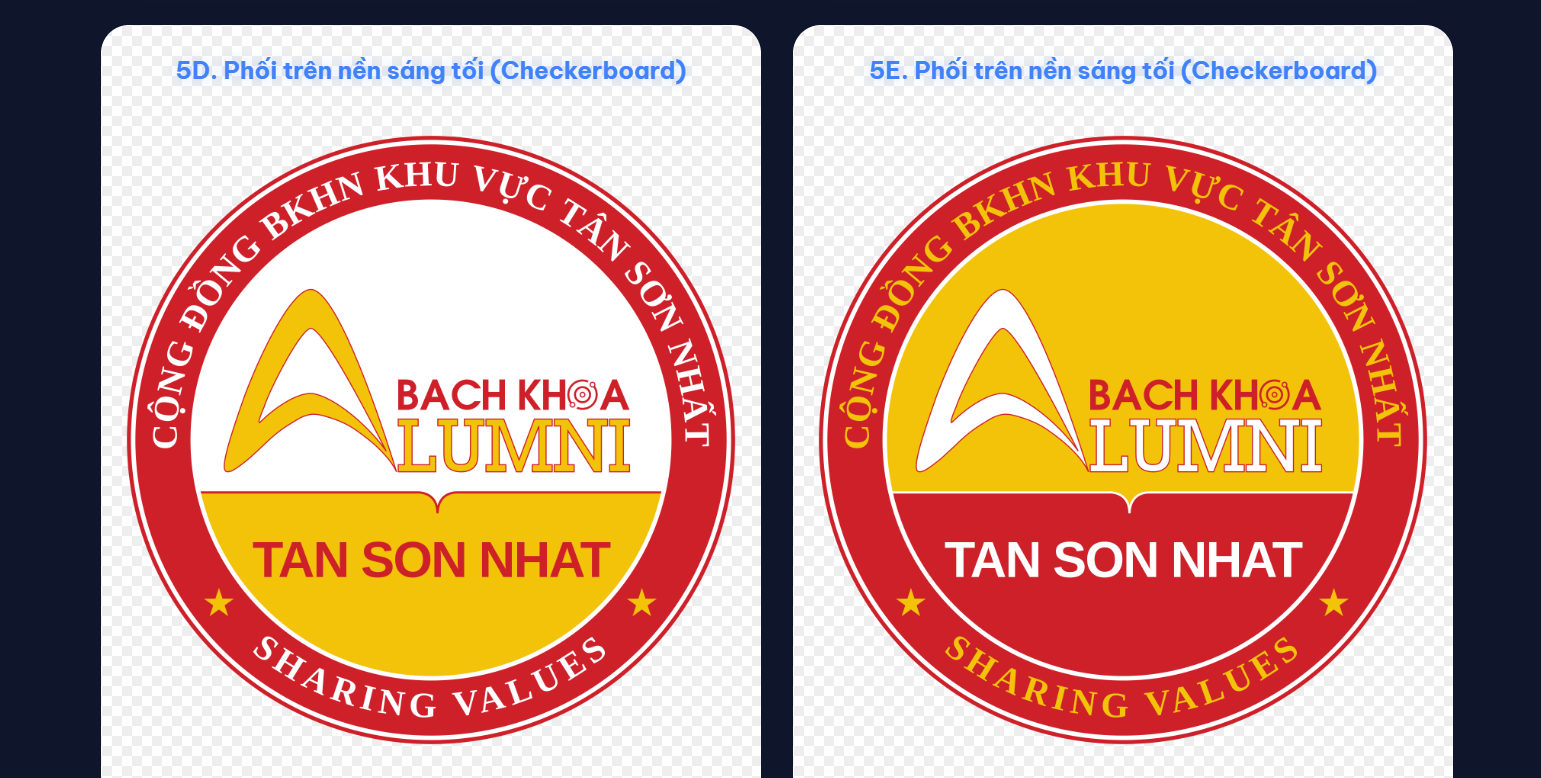 5D. Phối trên nền sáng tối (Checkerboard)
CỘNG ĐỒNG BKHN KHU VỰC TÂN SƠN NHẤT
BACH KHOA
ALUMNI
TAN SON NHAT
SHARING VALUES
5E. Phối trên nền sáng tối (Checkerboard)
CỘNG ĐỒNG BKHN KHU VỰC TÂN SƠN NHẤT
BACH KHOA
ALUMNI
TAN SON NHAT
SHARING VALUES